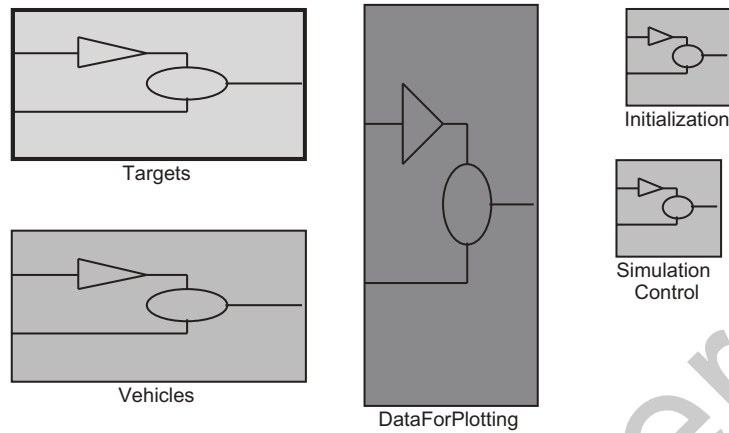 Targets
Vehicles
DataForPlotting
Initialization
Simulation
Control